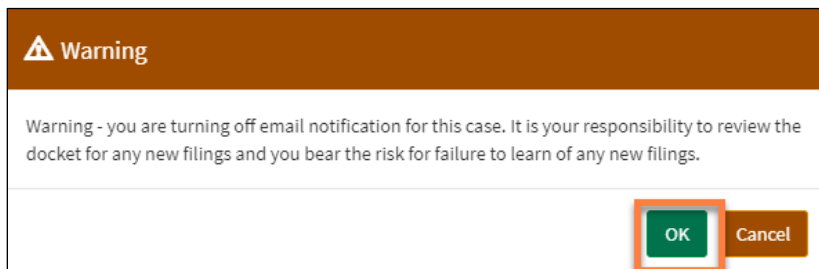 Warning
Warning - you are turning off email notification for this case. It is your responsibility to review the
docket for any new filings and you bear the risk for failure to learn of any new filings.
OK Cancel